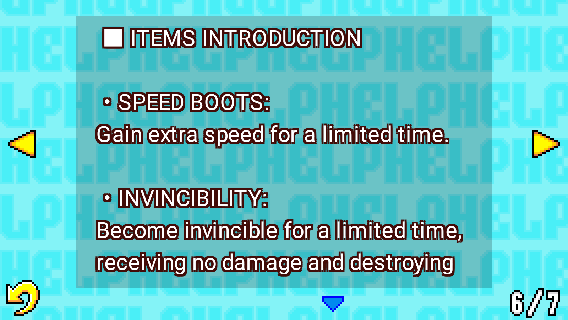 ITEMS INTRODUCTION
・SPEED BOOTS:
Gain extra speed for a limited time.
・INVINCIBILITY:
Become invincible for a limited time,
receiving no damage and destroying
6/7